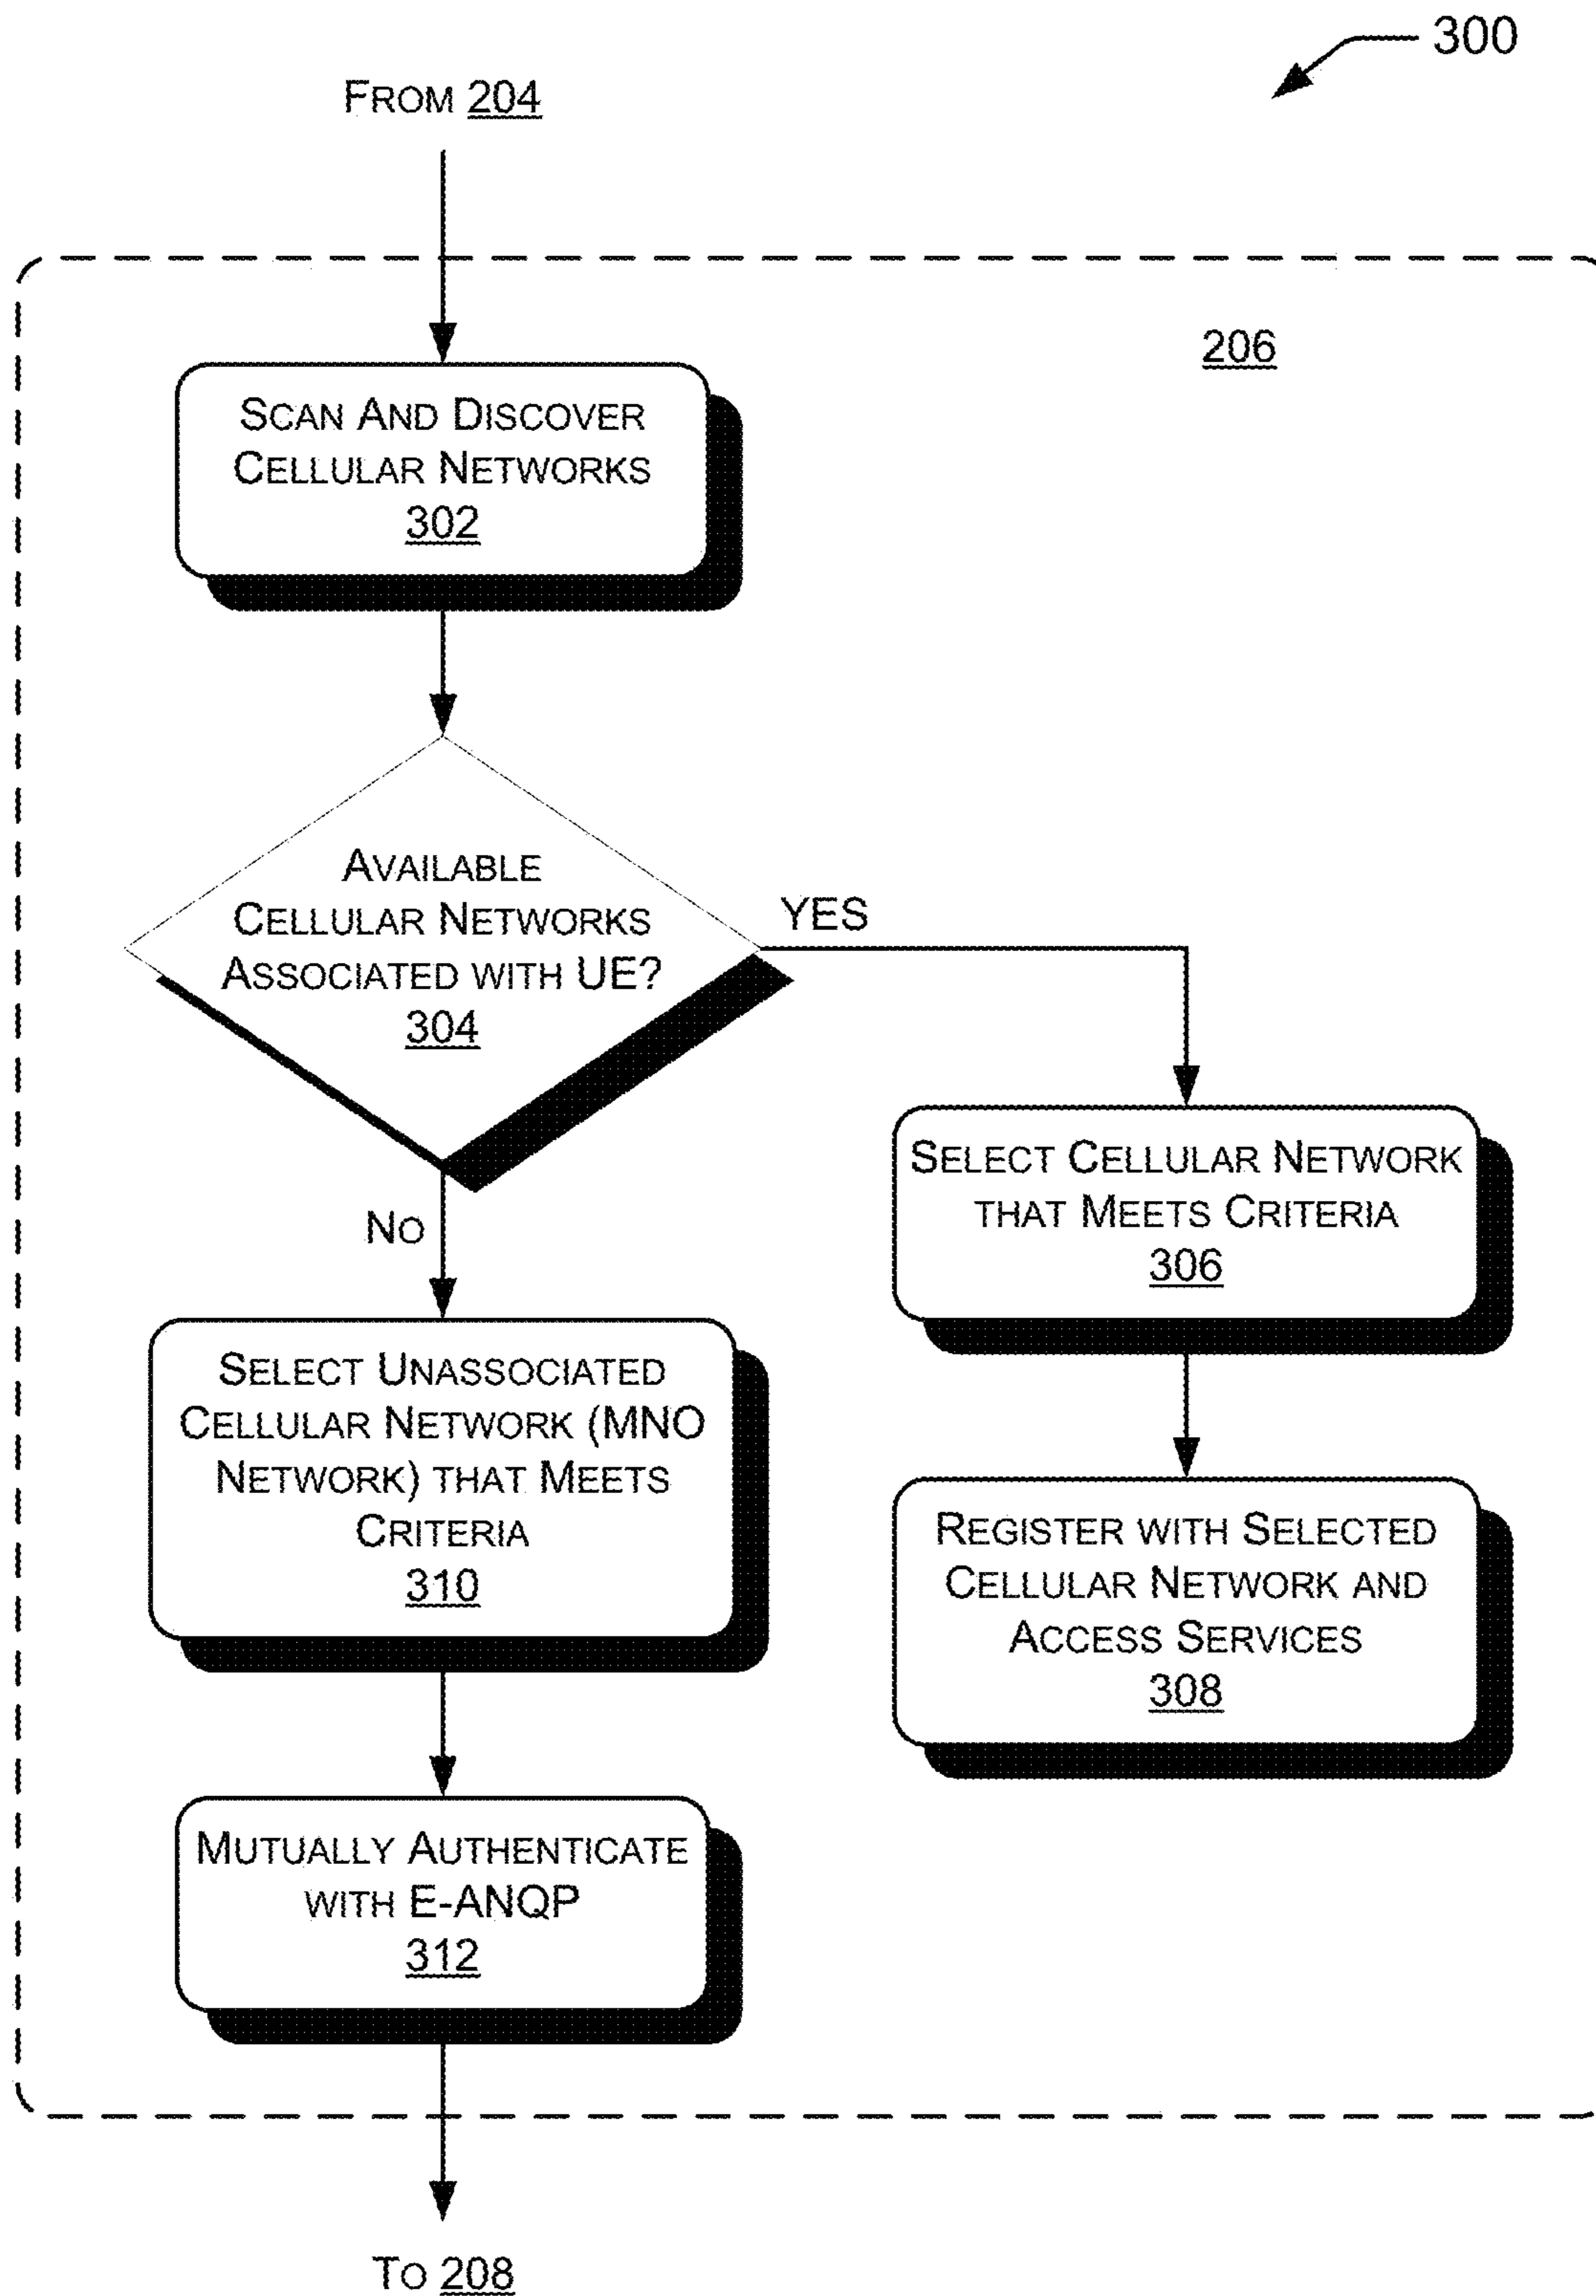 300
FROM 204
206
SCAN AND DISCOVER
CELLULAR NETWORKS
302
AVAILABLE
CELLULAR NETWORKS
ASSOCIATED WITH UE?
304
YES
NO
SELECT CELLULAR NETWORK
THAT MEETS CRITERIA
306
REGISTER WITH SELECTED
CELLULAR NETWORK AND
ACCESS SERVICES
308
SELECT UNASSOCIATED
CELLULAR NETWORK (MNO
NETWORK) THAT MEETS
CRITERIA
310
MUTUALLY AUTHENTICATE
WITH E-ANQP
312
TO 208